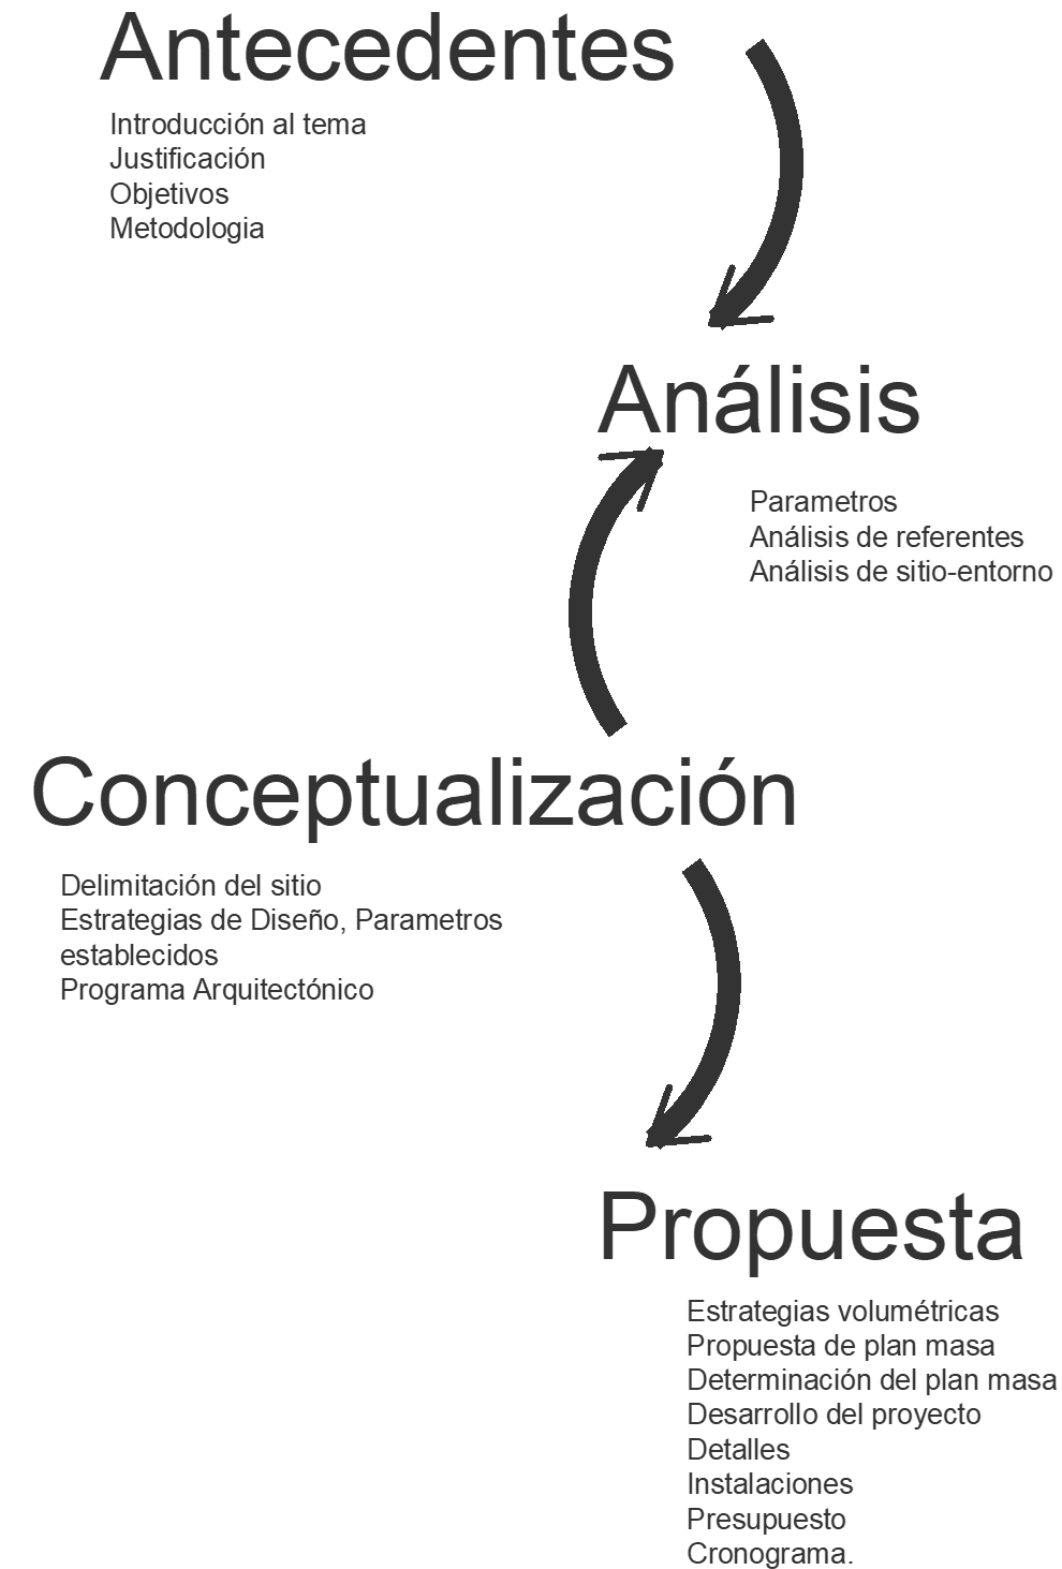 Antecedentes
Introducción al tema
Justificación
Objetivos
Metodologia
Análisis
Parametros
Análisis de referentes
Análisis de sitio-entorno
Conceptualización
Delimitación del sitio
Estrategias de Diseño, Parametros
establecidos
Programa Arquitectónico
Propuesta
Estrategias volumétricas
Propuesta de plan masa
Determinación del plan masa
Desarrollo del proyecto
Detalles
Instalaciones
Presupuesto
Cronograma.